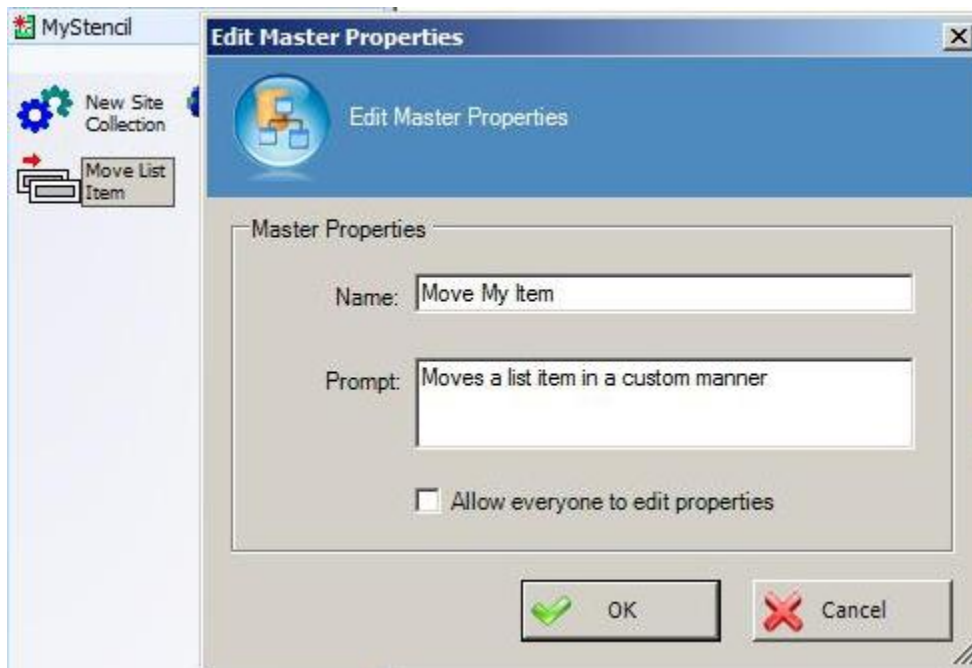 MyStencil
New Site
Collection
Move List
Item
Edit Master Properties
Edit Master Properties
Master Properties
Name: Move My Item
Prompt: Moves a list item in a custom manner
Allow everyone to edit properties
OK Cancel